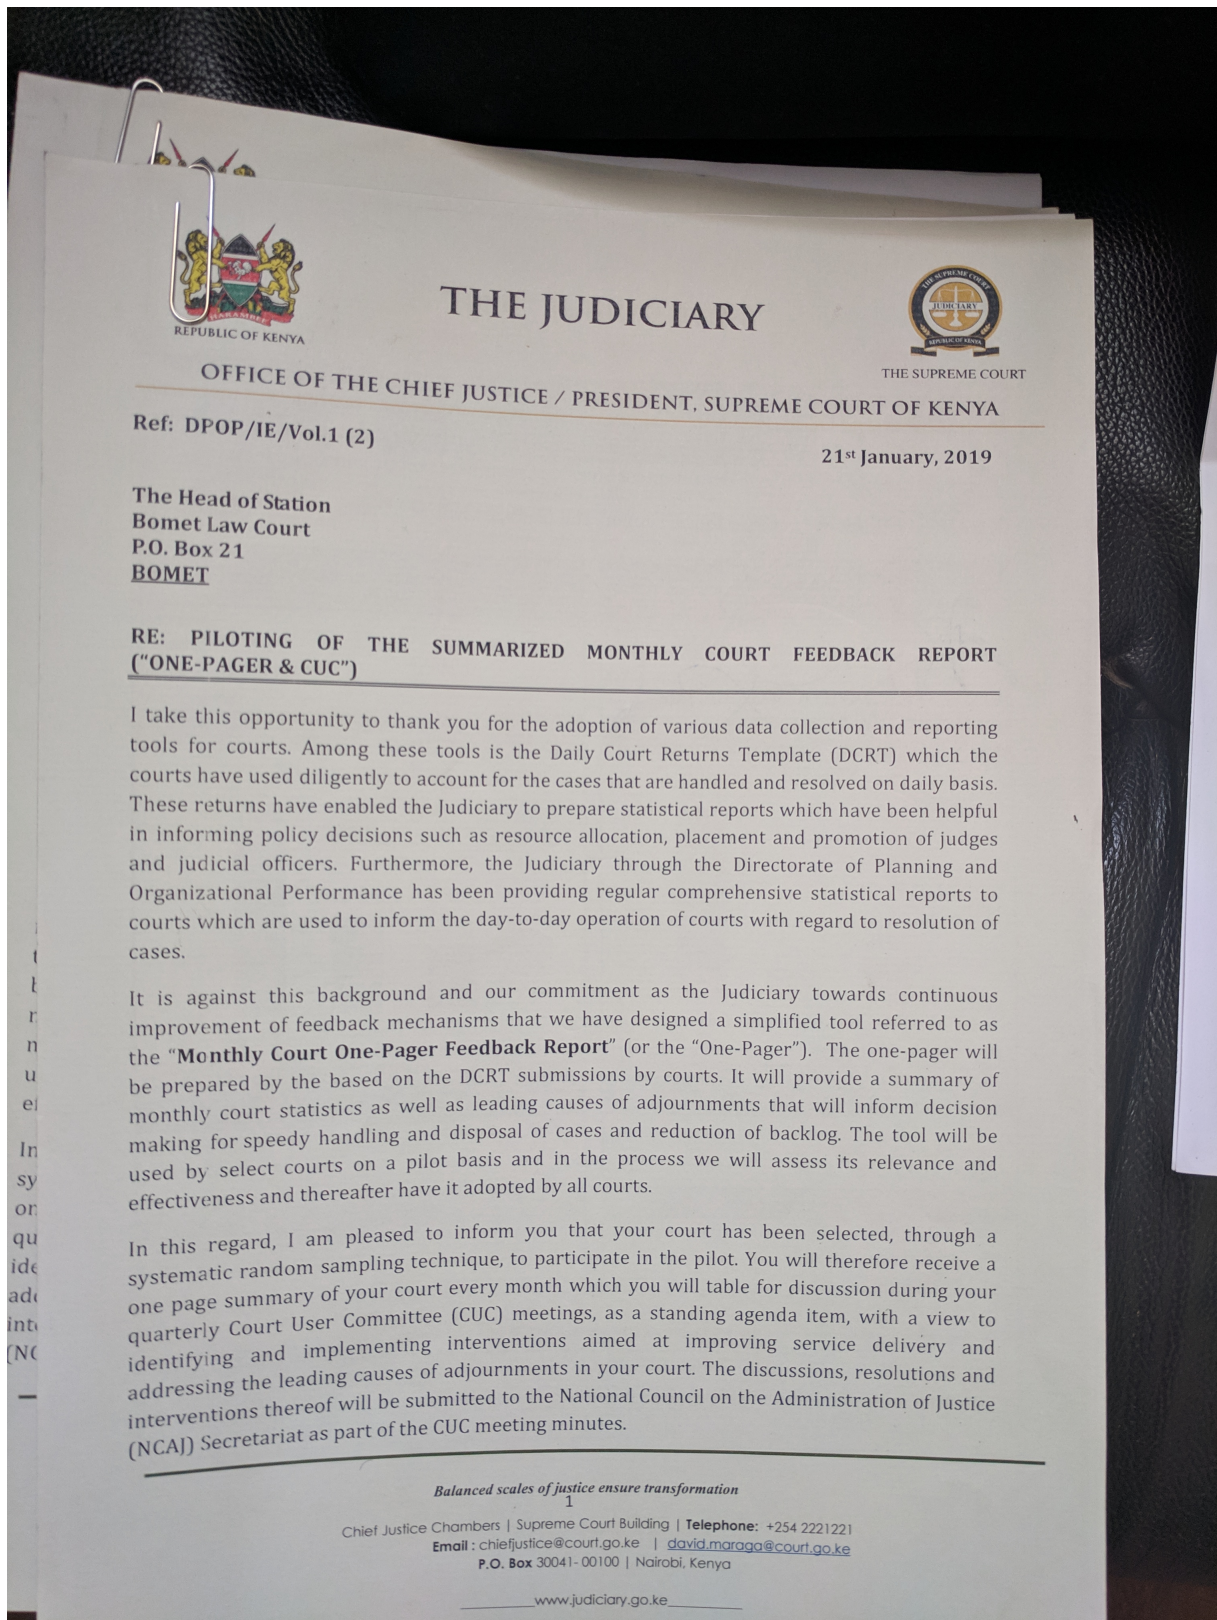 HARAMBEE
REPUBLIC OF KENYA
THE JUDICIARY
THE SUPREME COURT
JUDICIARY
REPUBLIC OF KENYA
THE SUPREME COURT
OFFICE OF THE CHIEF JUSTICE / PRESIDENT, SUPREME COURT OF KENYA
Ref: DPOP/IE/Vol.1 (2)
21st January, 2019
The Head of Station
Bomet Law Court
P.O. Box 21
BOMET
RE: PILOTING OF THE SUMMARIZED MONTHLY COURT FEEDBACK REPORT
("ONE-PAGER & CUC")
I take this opportunity to thank you for the adoption of various data collection and reporting
tools for courts. Among these tools is the Daily Court Returns Template (DCRT) which the
courts have used diligently to account for the cases that are handled and resolved on daily basis.
These returns have enabled the Judiciary to prepare statistical reports which have been helpful
in informing policy decisions such as resource allocation, placement and promotion of judges
and judicial officers. Furthermore, the Judiciary through the Directorate of Planning and
Organizational Performance has been providing regular comprehensive statistical reports to
courts which are used to inform the day-to-day operation of courts with regard to resolution of
cases.
It is against this background and our commitment as the Judiciary towards continuous
improvement of feedback mechanisms that we have designed a simplified tool referred to as
the "Monthly Court One-Pager Feedback Report" (or the "One-Pager"). The one-pager will
be prepared by the based on the DCRT submissions by courts. It will provide a summary of
monthly court statistics as well as leading causes of adjournments that will inform decision
making for speedy handling and disposal of cases and reduction of backlog. The tool will be
used by select courts on a pilot basis and in the process we will assess its relevance and
effectiveness and thereafter have it adopted by all courts.
In this regard, I am pleased to inform you that your court has been selected, through a
systematic random sampling technique, to participate in the pilot. You will therefore receive a
one page summary of your court every month which you will table for discussion during your
quarterly Court User Committee (CUC) meetings, as a standing agenda item, with a view to
identifying and implementing interventions aimed at improving service delivery and
addressing the leading causes of adjournments in your court. The discussions, resolutions and
interventions thereof will be submitted to the National Council on the Administration of Justice
(NCAJ) Secretariat as part of the CUC meeting minutes.
Balanced scales of justice ensure transformation
1
Chief Justice Chambers | Supreme Court Building | Telephone: +254 2221221
Email : chiefjustice@court.go.ke | david.maraga@court.go.ke
P.O. Box 30041- 00100 | Nairobi, Kenya
www.judiciary.go.ke